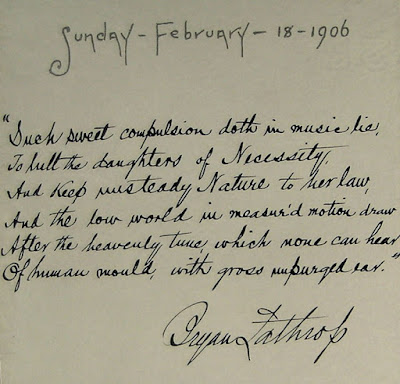 Sunday - February - 18 - 1906
"Such sweet compulsion doth in music lie,
To lull the daughters of Necessity,
And keep unsteady Nature to her law,
And the low world in measur'd motion draw
After the heavenly tune, which none can hear
Of human mould, with gross unpurged ear."
Bryan Lathrop